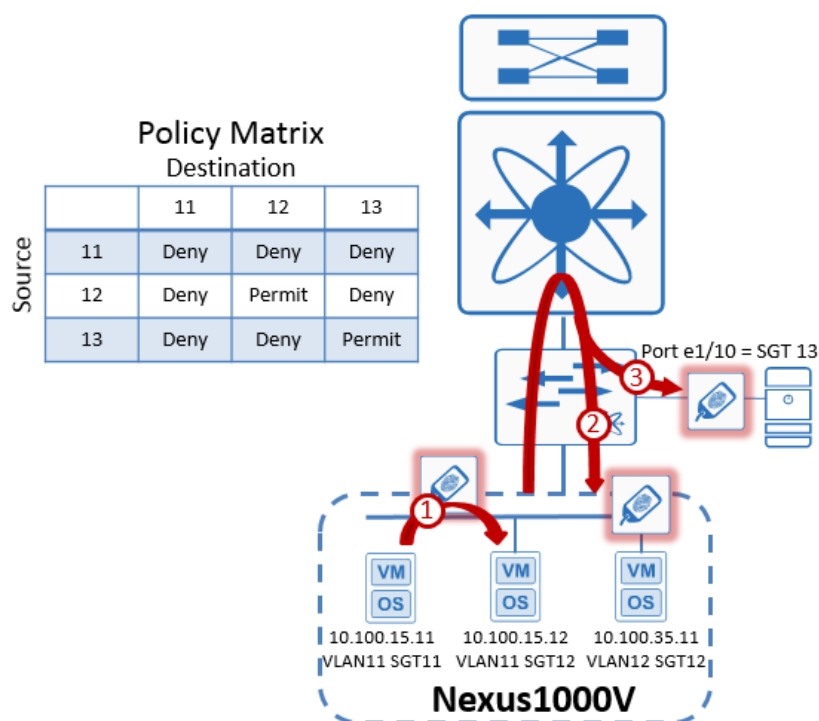 Policy Matrix
Destination
Source
11 12 13
11 Deny Deny Deny
12 Deny Permit Deny
13 Deny Deny Permit
Port e1/10 = SGT 13
3
2
1
VM VM VM
OS OS OS
10.100.15.11 10.100.15.12 10.100.35.11
VLAN11 SGT11 VLAN11 SGT12 VLAN12 SGT12
Nexus1000V